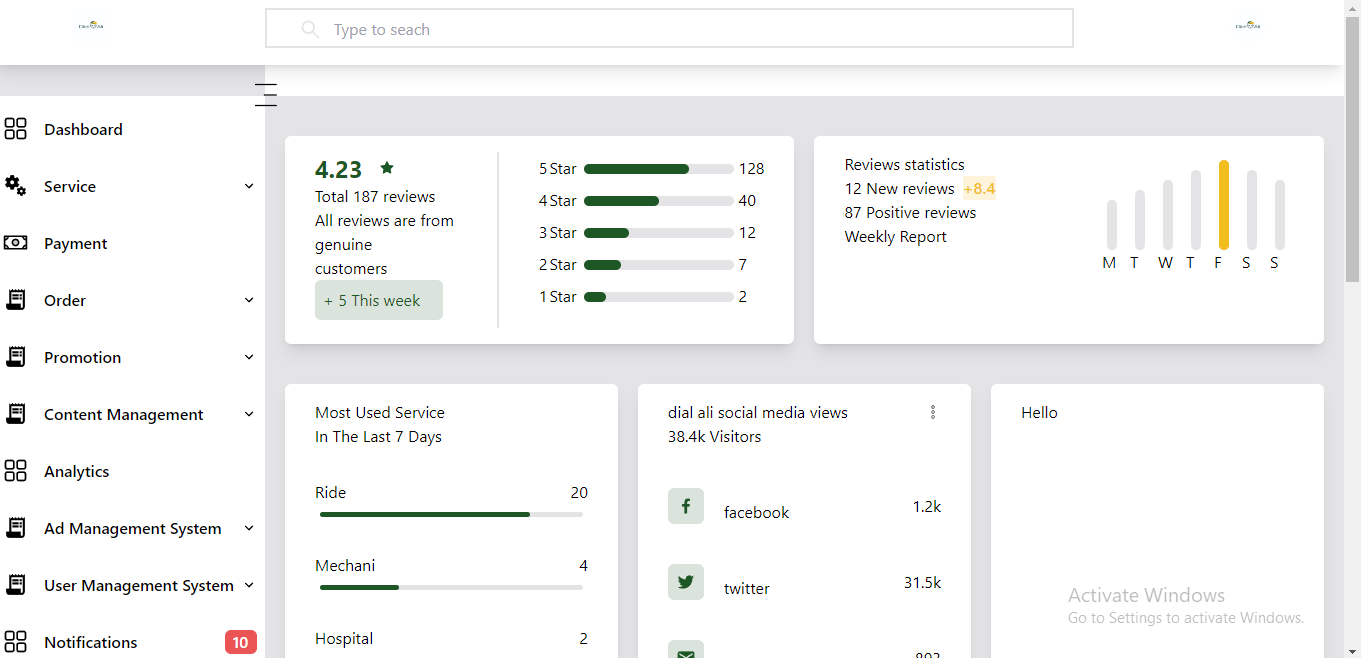 Type to seach
Dashboard
Service
Payment
Order
Promotion
Content Management
Analytics
Ad Management System
User Management System
Notifications 10
4.23
Total 187 reviews
All reviews are from
genuine
customers
+ 5 This week
5 Star 128
4 Star 40
3 Star 12
2 Star 7
1 Star 2
Reviews statistics
12 New reviews +8.4
87 Positive reviews
Weekly Report
M T W T F S S
Most Used Service
In The Last 7 Days
Ride 20
Mechani 4
Hospital 2
dial ali social media views
38.4k Visitors
facebook 1.2k
twitter 31.5k
Hello
Activate Windows
Go to Settings to activate Windows.